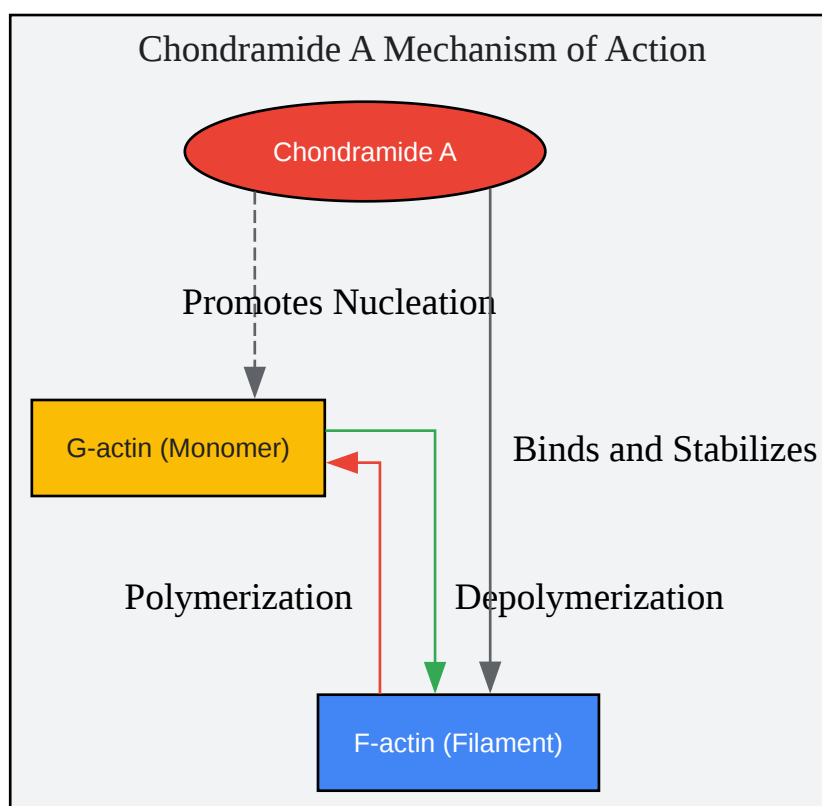 Chondramide A Mechanism of Action
Chondramide A
Promotes Nucleation
G-actin (Monomer)
Binds and Stabilizes
Polymerization
Depolymerization
F-actin (Filament)